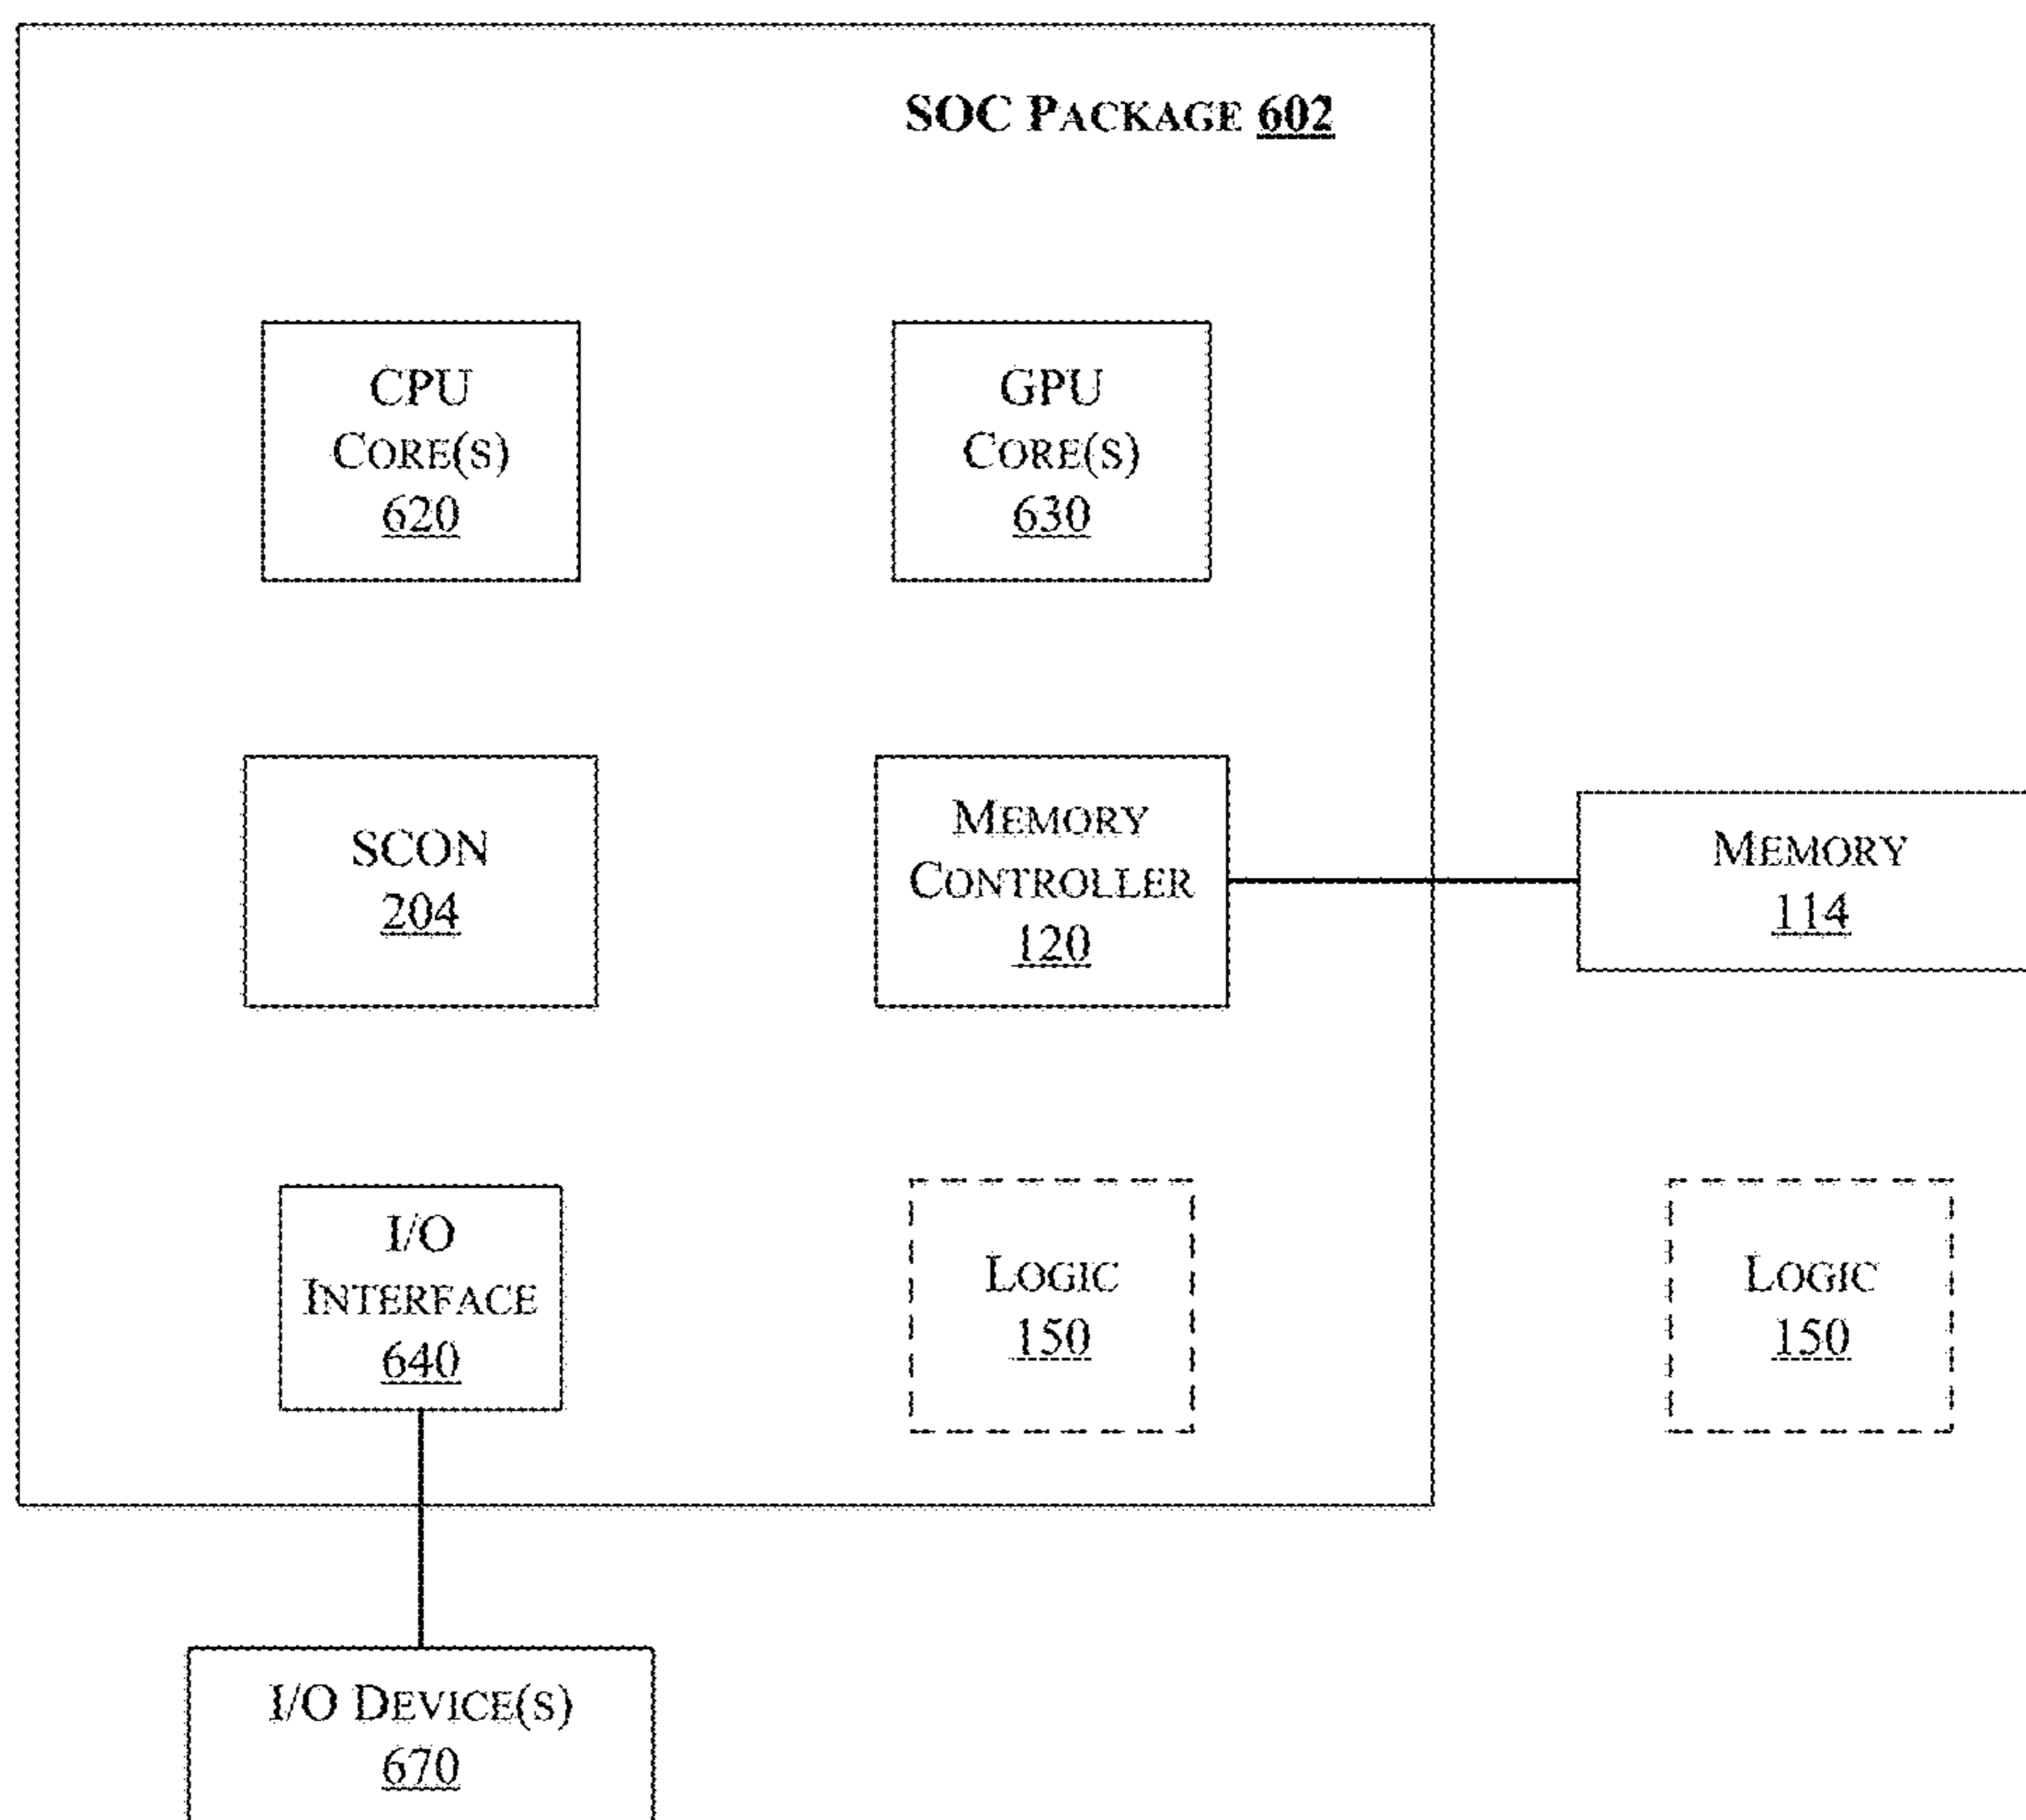 SOC PACKAGE 602
CPU
CORE(S)
620
GPU
CORE(S)
630
SCON
204
MEMORY
CONTROLLER
120
MEMORY
114
I/O
INTERFACE
640
LOGIC
150
LOGIC
150
I/O DEVICE(S)
670